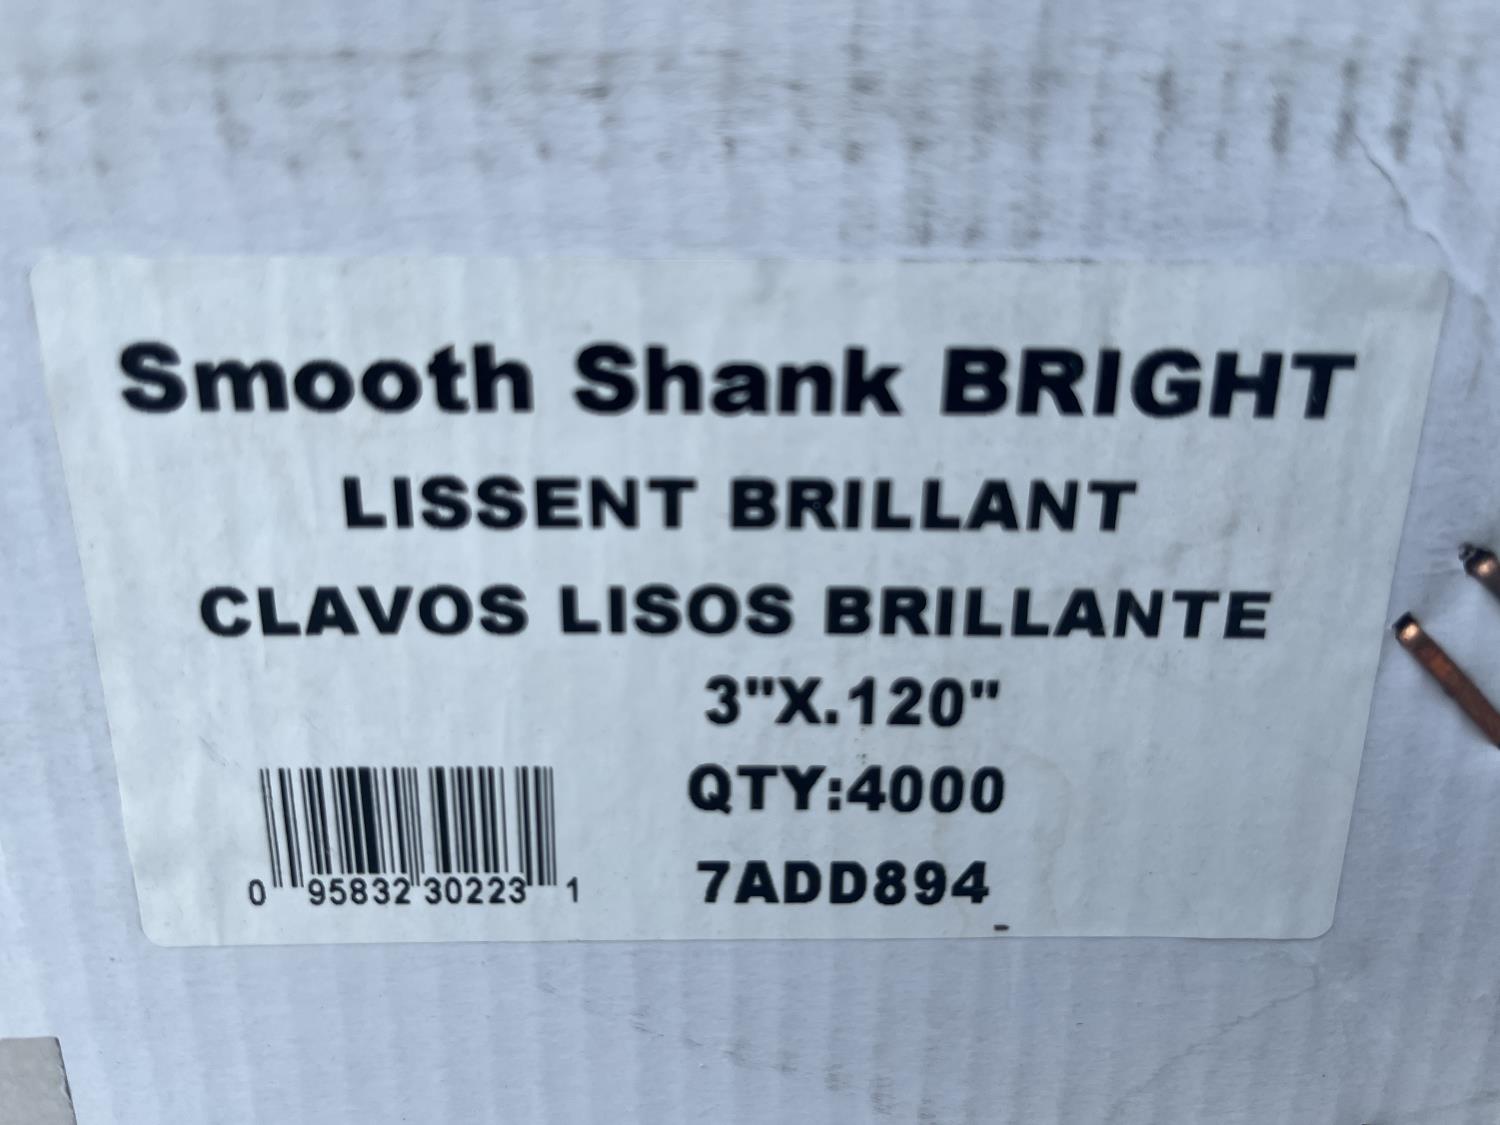 Smooth Shank BRIGHT
LISSENT BRILLANT
CLAVOS LISOS BRILLANTE
3"X.120"
QTY:4000
7ADD894
0 95832 30223 1